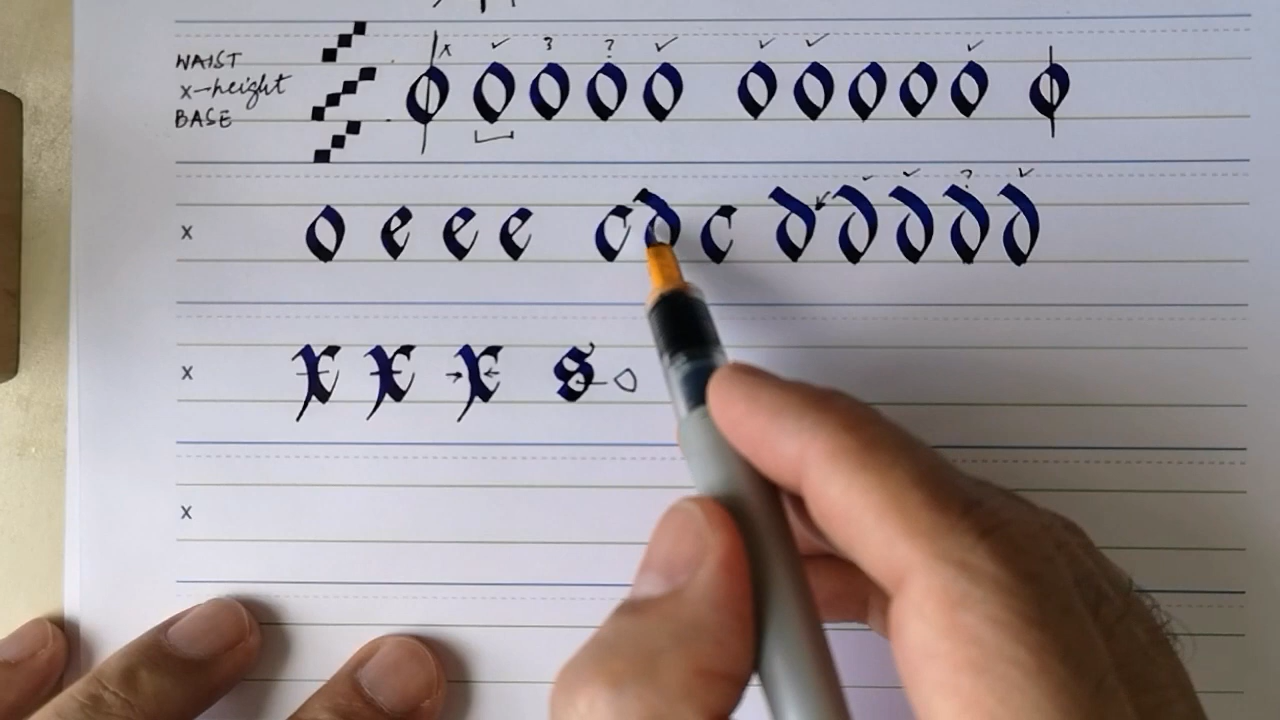 WAIST
x ✓ ? ? ✓ ✓ ✓ ✓
x-height o o o o o o o o o o o
BASE
✓ ✓ ? ✓
x o e e e c d c d d d d d
x x x x s
x